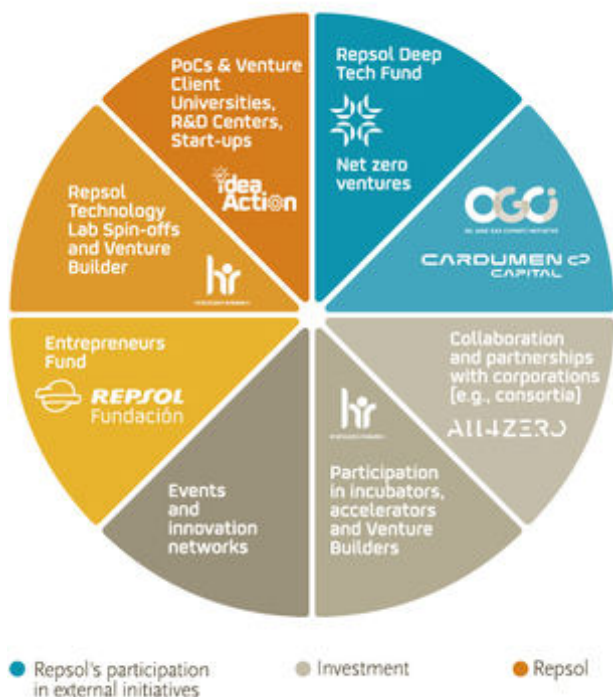 PoCs & Venture
Client
Universities,
R&D Centers,
Start-ups
idea
Action
Repsol Deep
Tech Fund
Net zero
ventures
OGCi
CARDUMEN
CAPITAL
Collaboration
and partnerships
with corporations
[e.g., consortia]
All4ZERO
Participation
in incubators,
accelerators
and Venture
Builders
Events
and
innovation
networks
Entrepreneurs
Fund
REPSOL
Fundación
Repsol
Technology
Lab Spin-offs
and Venture
Builder
Repsol's participation
in external initiatives
Investment
Repsol